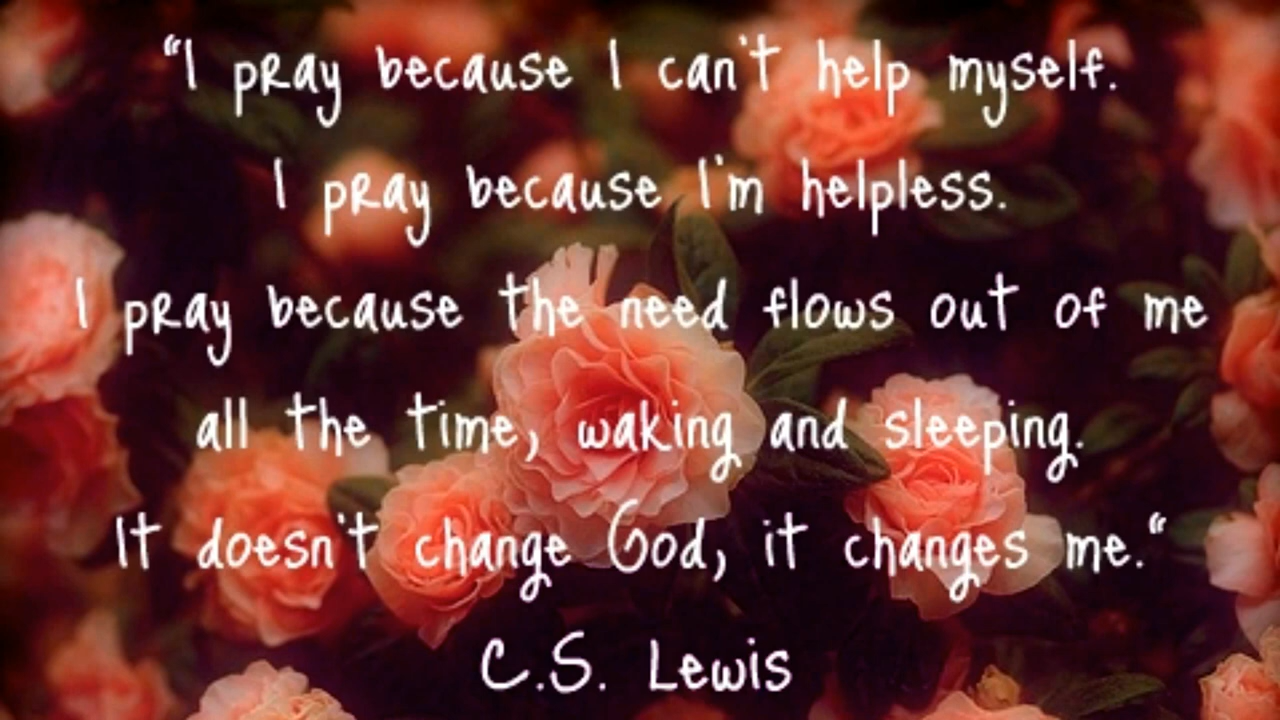 “I pray because I can't help myself.
I pray because I'm helpless.
I pray because the need flows out of me
all the time, waking and sleeping.
It doesn't change God, it changes me.“
C.S. Lewis